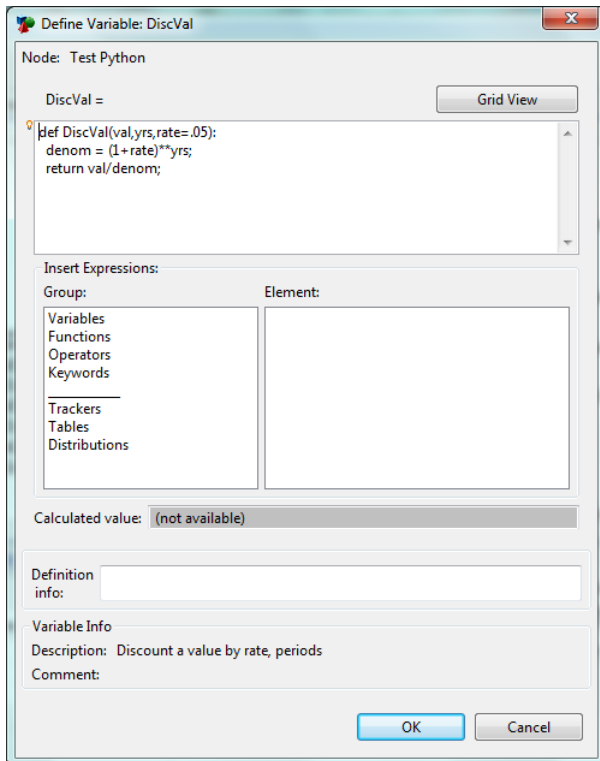 Define Variable: DiscVal
Node: Test Python
DiscVal =
Grid View
def DiscVal(val,yrs,rate=.05):
denom = (1+rate)**yrs;
return val/denom;
Insert Expressions:
Group:
Element:
Variables
Functions
Operators
Keywords
Trackers
Tables
Distributions
Calculated value: (not available)
Definition
info:
Variable Info
Description: Discount a value by rate, periods
Comment:
OK
Cancel